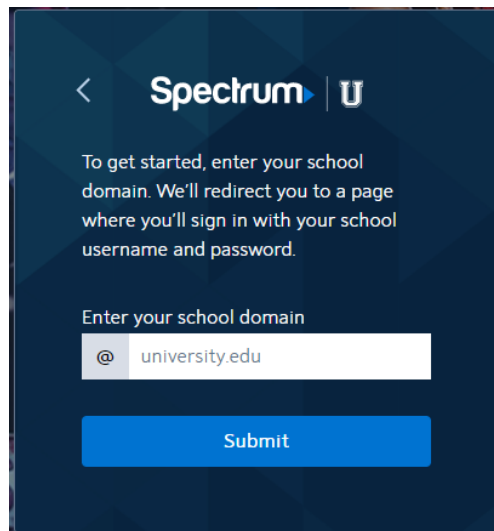 Spectrum U
To get started, enter your school
domain. We'll redirect you to a page
where you'll sign in with your school
username and password.
Enter your school domain
@ university.edu
Submit